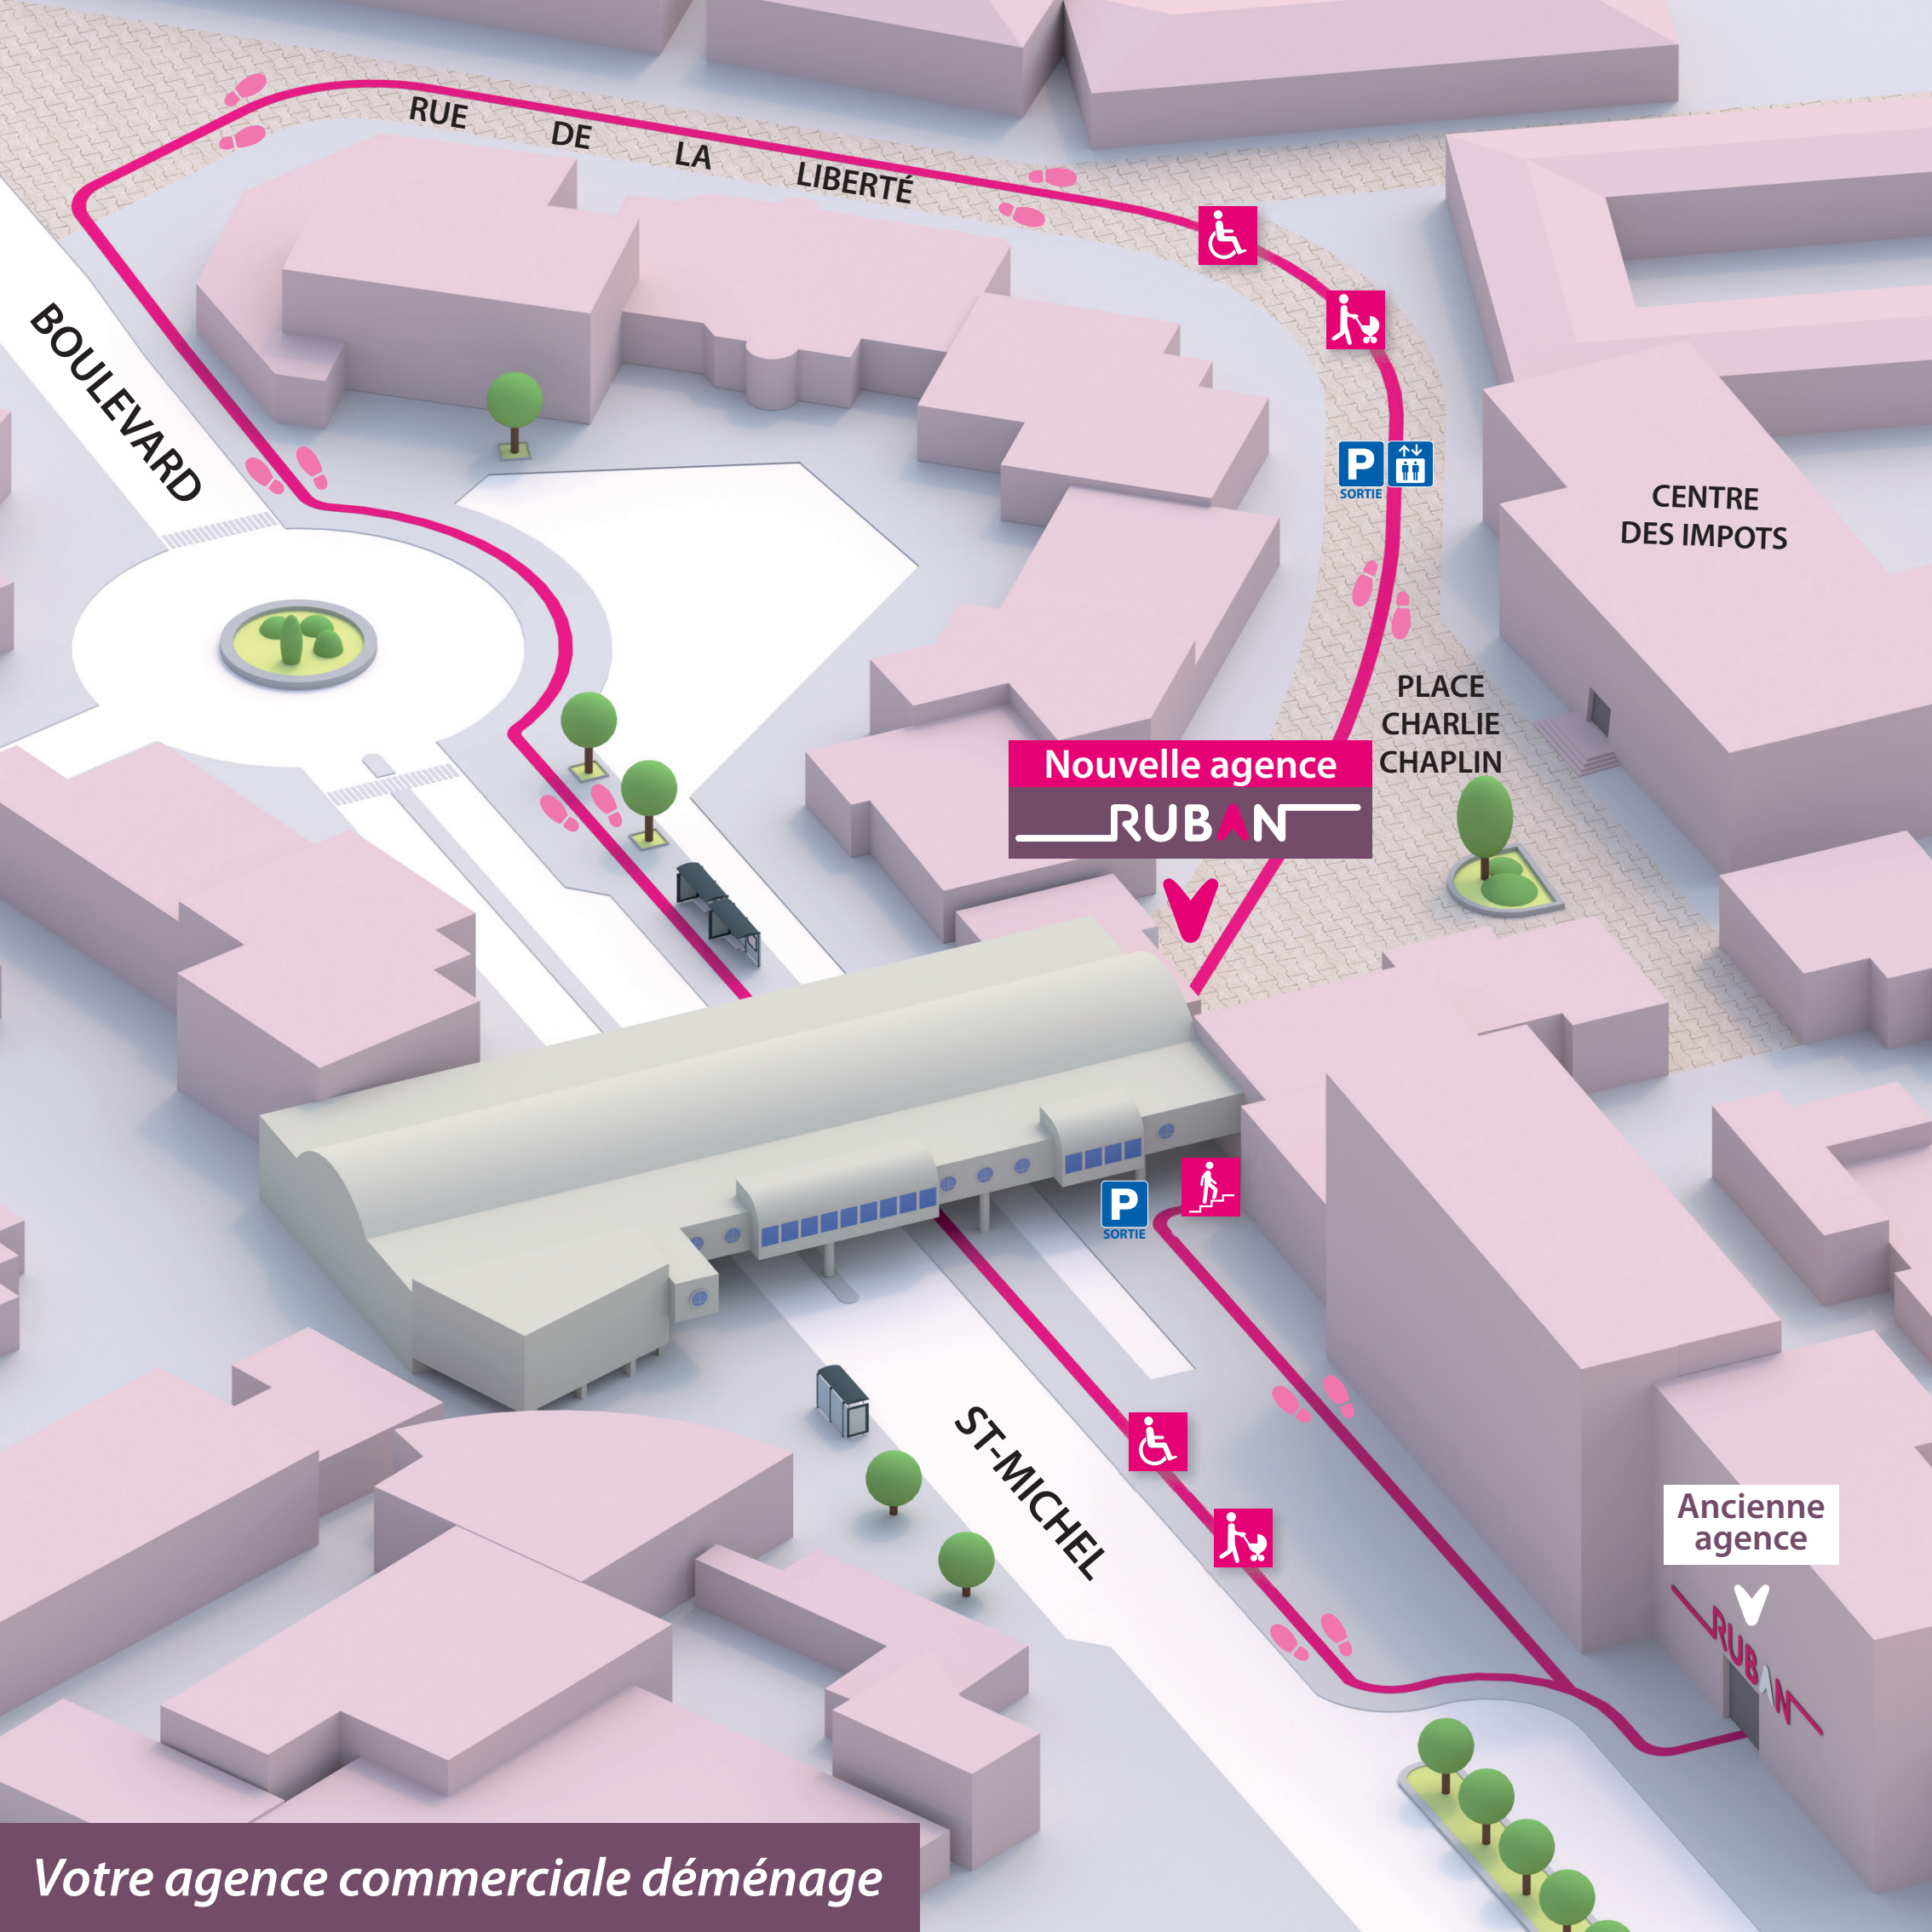 RUE DE LA LIBERTÉ
BOULEVARD
P
SORTIE
CENTRE
DES IMPOTS
PLACE
CHARLIE
CHAPLIN
Nouvelle agence
RUBAN
P
SORTIE
ST-MICHEL
Ancienne
agence
RUBAN
Votre agence commerciale déménage